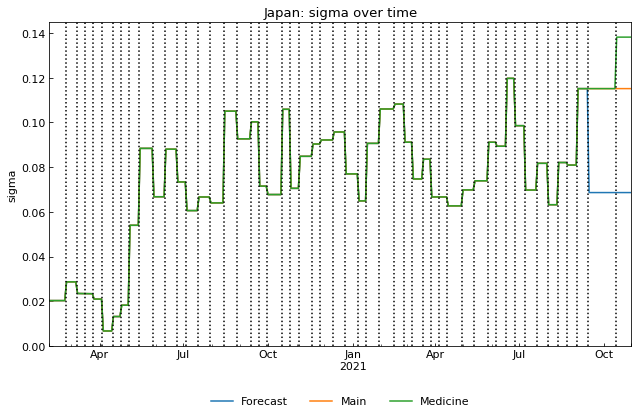 Japan: sigma over time
0.14
0.12
0.10
0.08
0.06
0.04
0.02
0.00
sigma
Apr Jul Oct Jan Apr Jul Oct
2021
Forecast Main Medicine